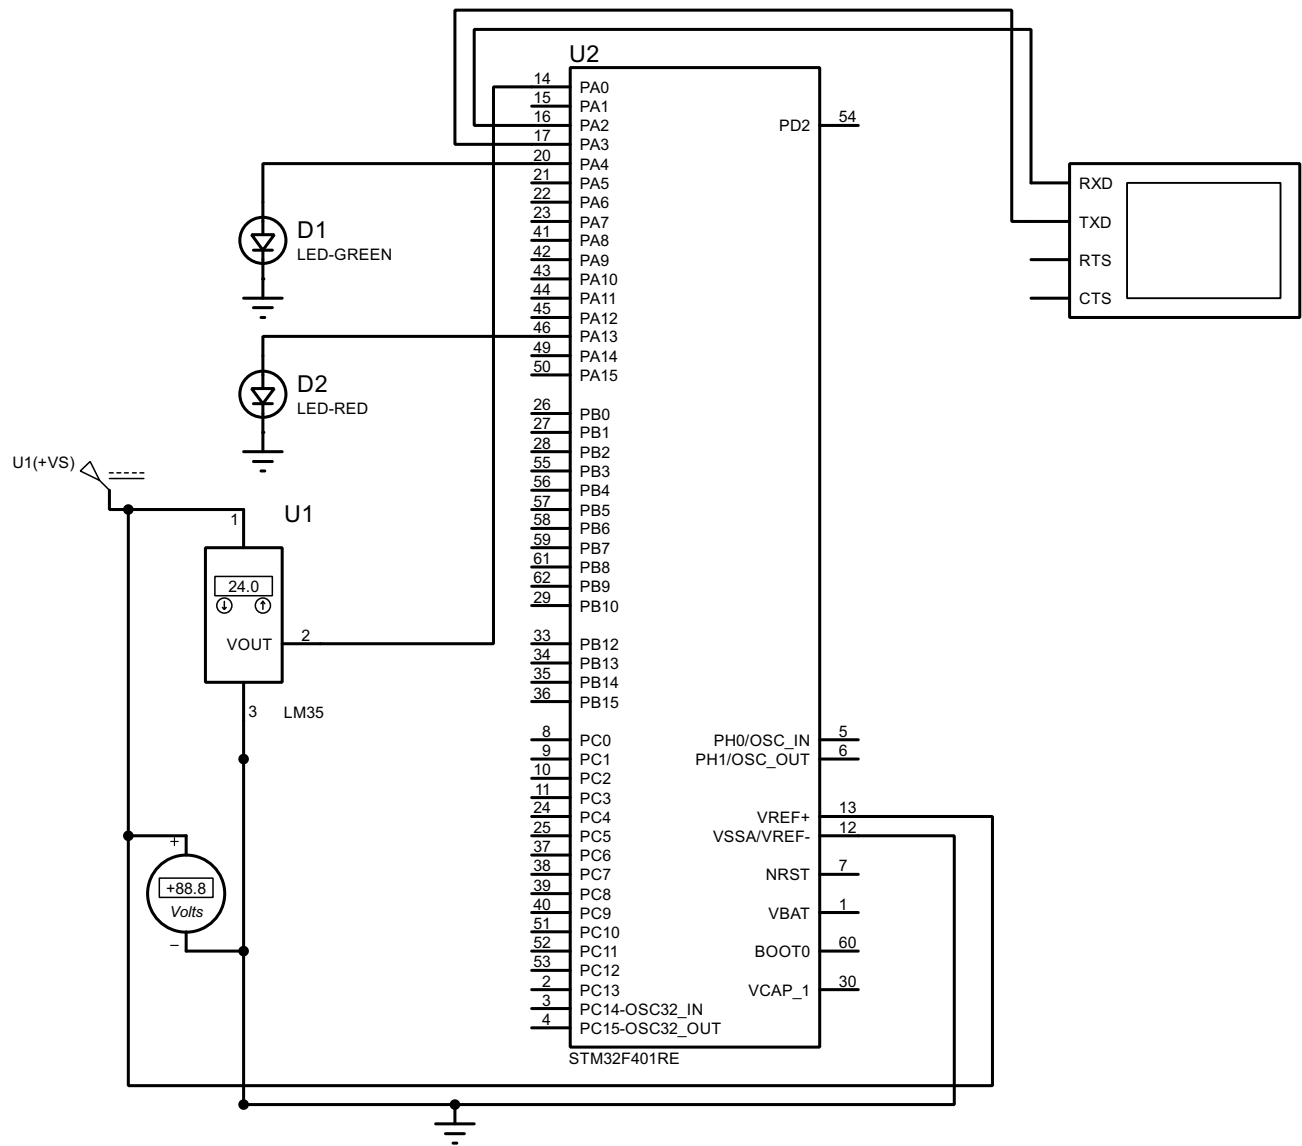 U2
14 PA0
15 PA1
16 PA2
17 PA3
20 PA4
21 PA5
22 PA6
23 PA7
41 PA8
42 PA9
43 PA10
44 PA11
45 PA12
46 PA13
49 PA14
50 PA15
26 PB0
27 PB1
28 PB2
55 PB3
56 PB4
57 PB5
58 PB6
59 PB7
61 PB8
62 PB9
29 PB10
33 PB12
34 PB13
35 PB14
36 PB15
8 PC0
9 PC1
10 PC2
11 PC3
24 PC4
25 PC5
37 PC6
38 PC7
39 PC8
40 PC9
51 PC10
52 PC11
53 PC12
2 PC13
3 PC14-OSC32_IN
4 PC15-OSC32_OUT
PD2 54
PH0/OSC_IN 5
PH1/OSC_OUT 6
VREF+ 13
VSSA/VREF- 12
NRST 7
VBAT 1
BOOT0 60
VCAP_1 30
STM32F401RE
RXD
TXD
RTS
CTS
D1
LED-GREEN
D2
LED-RED
U1(+VS)
U1
1
24.0
VOUT 2
3
LM35
+
+88.8
Volts
−